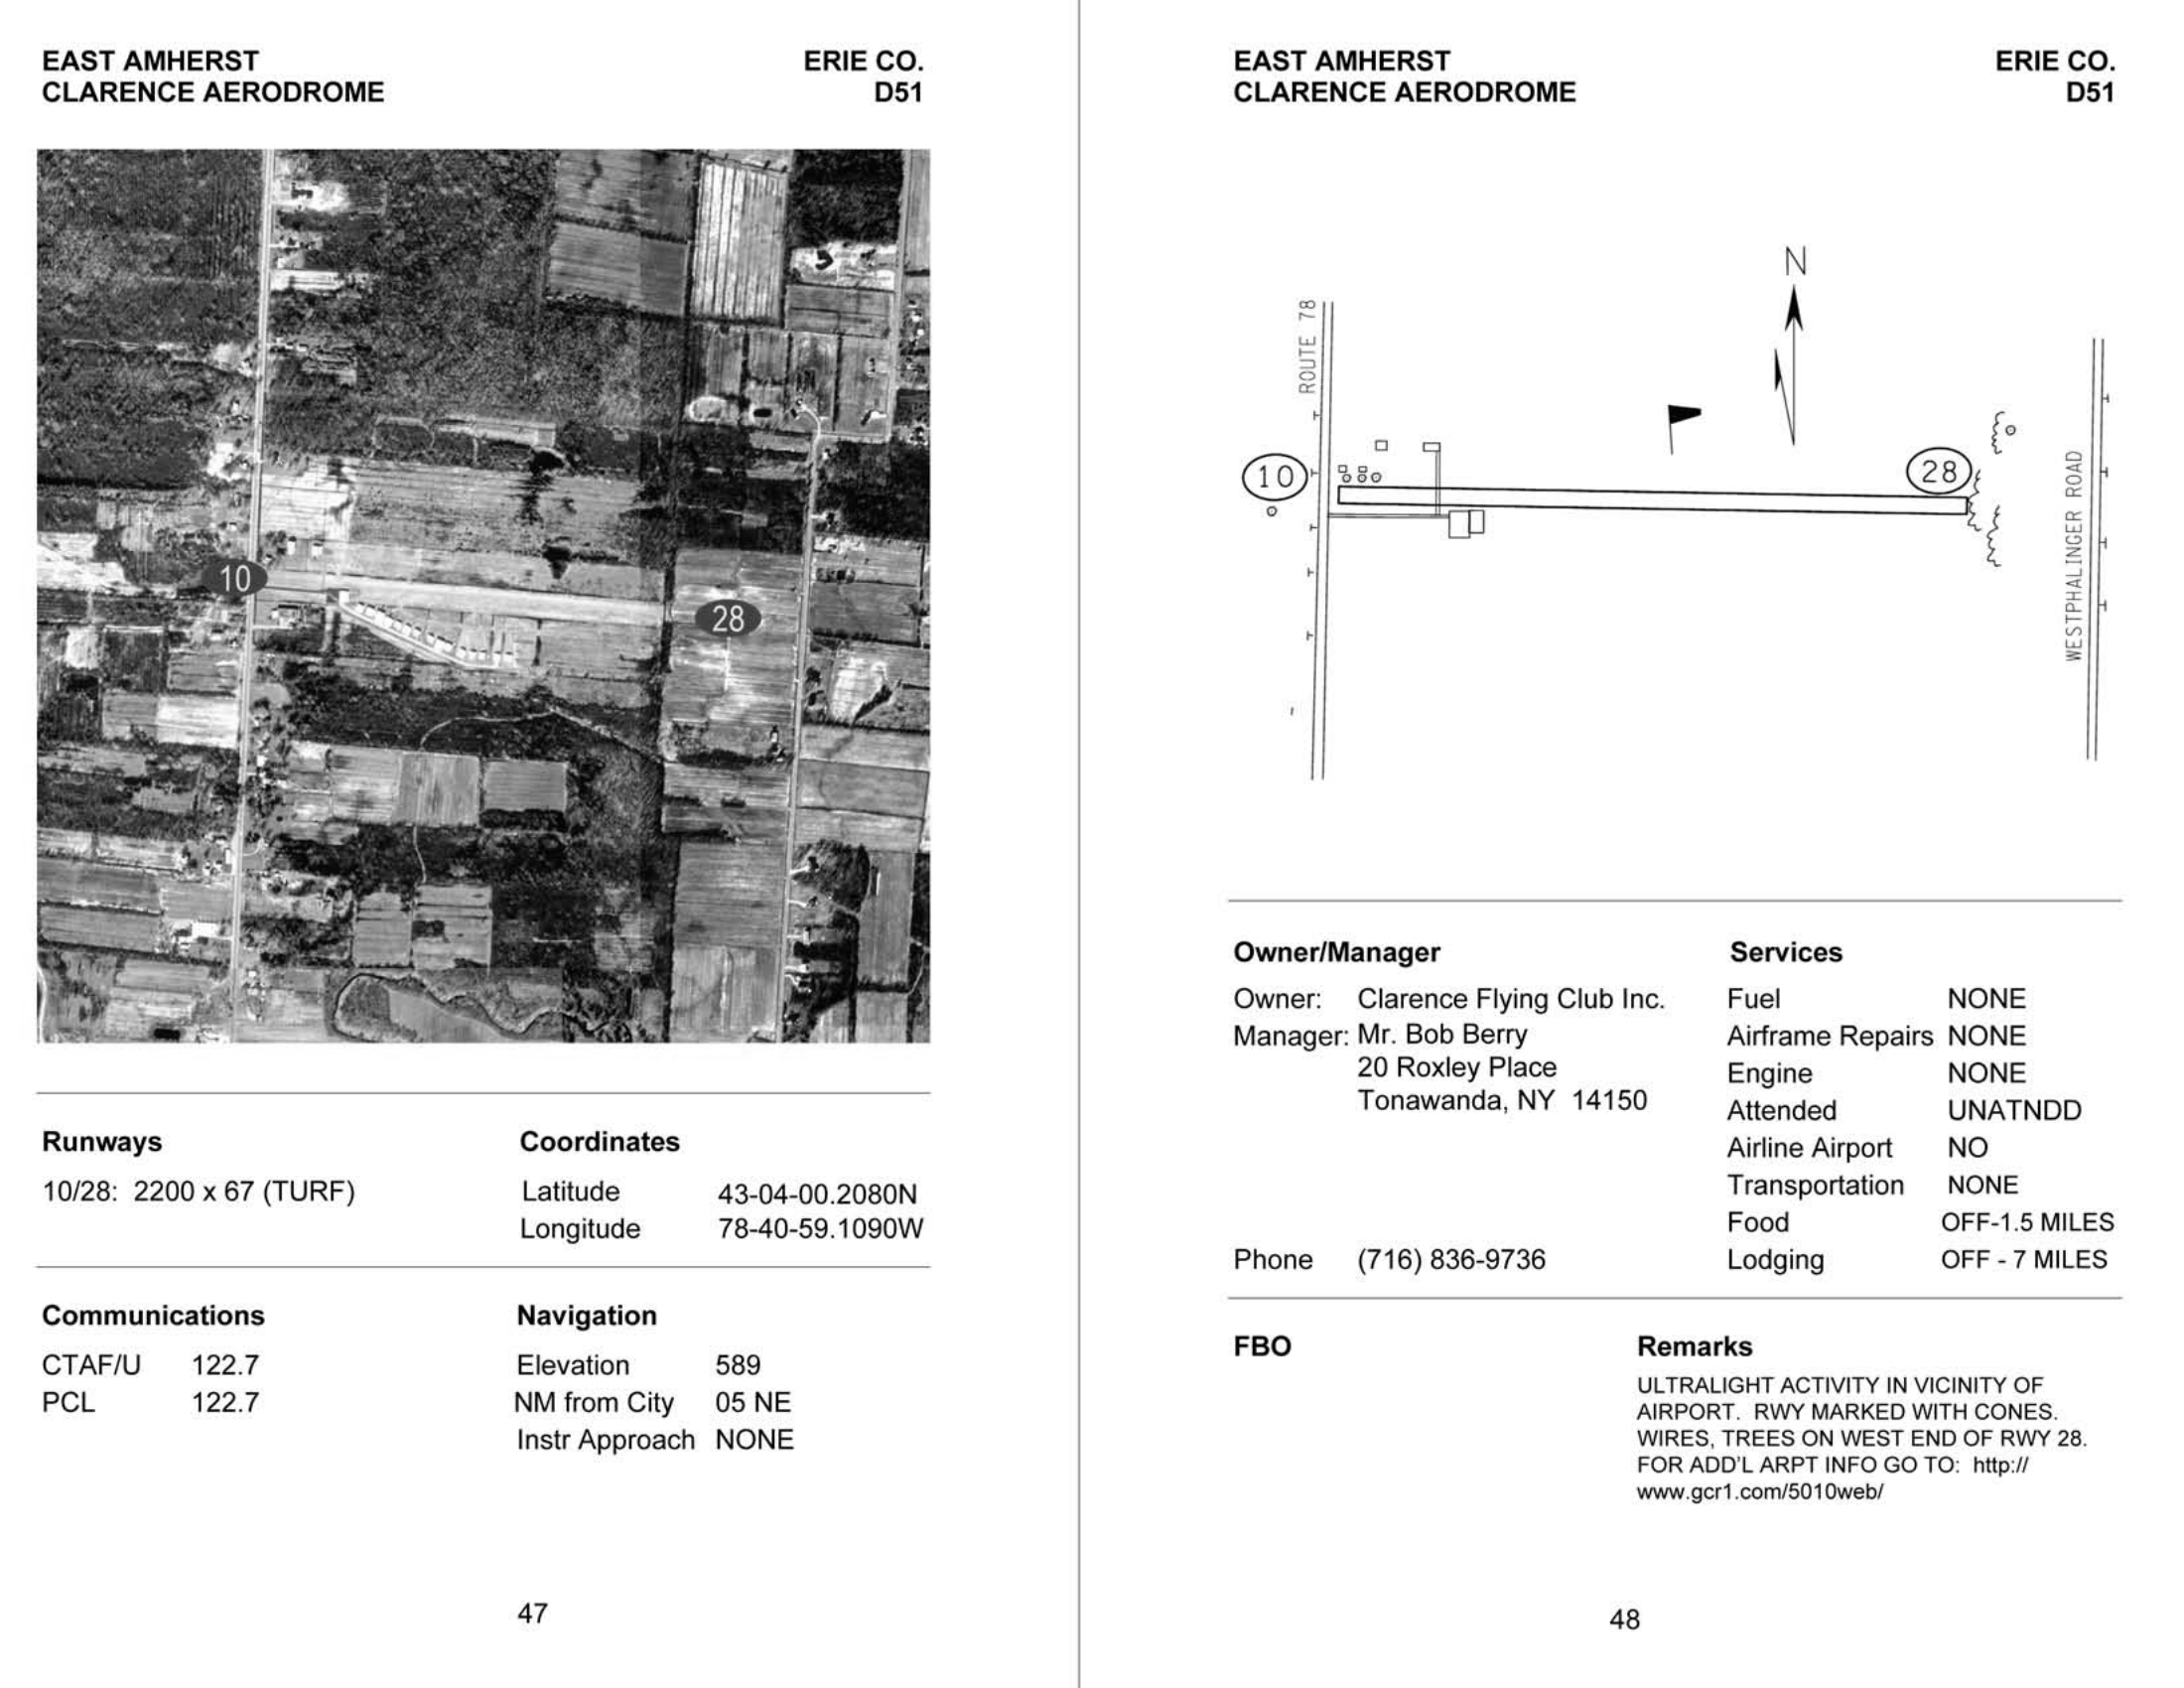 EAST AMHERST ERIE CO.
CLARENCE AERODROME D51
10
28
Runways
10/28: 2200 x 67 (TURF)
Coordinates
Latitude 43-04-00.2080N
Longitude 78-40-59.1090W
Communications
CTAF/U 122.7
PCL 122.7
Navigation
Elevation 589
NM from City 05 NE
Instr Approach NONE
47
EAST AMHERST ERIE CO.
CLARENCE AERODROME D51
N
ROUTE 78
10
28
WESTPHALINGER ROAD
Owner/Manager
Owner: Clarence Flying Club Inc.
Manager: Mr. Bob Berry
20 Roxley Place
Tonawanda, NY 14150
Phone (716) 836-9736
Services
Fuel NONE
Airframe Repairs NONE
Engine NONE
Attended UNATNDD
Airline Airport NO
Transportation NONE
Food OFF-1.5 MILES
Lodging OFF - 7 MILES
FBO
Remarks
ULTRALIGHT ACTIVITY IN VICINITY OF
AIRPORT. RWY MARKED WITH CONES.
WIRES, TREES ON WEST END OF RWY 28.
FOR ADD'L ARPT INFO GO TO: http://
www.gcr1.com/5010web/
48